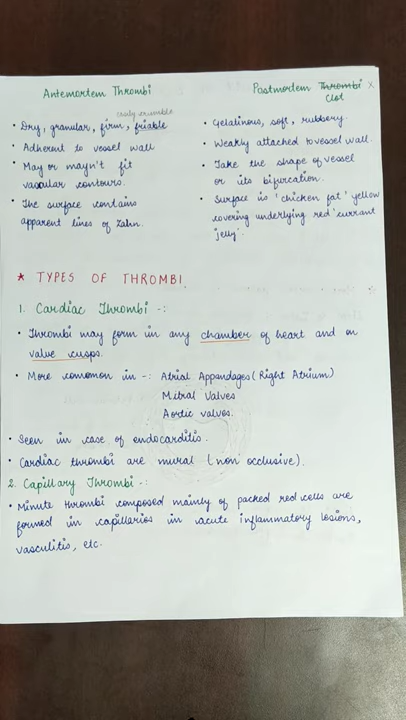 Antemortem Thrombi
easily crumble
• Dry, granular, firm, friable
• Adherent to vessel wall
• May or mayn't fit
vascular contours.
• The surface contains
apparent lines of Zahn.
Postmortem Thrombi x
Clot
• Gelatinous, soft, rubbery.
• Weakly attached to vessel wall.
• Take the shape of vessel
or its bifurcation.
• Surface is 'chicken fat' yellow
covering underlying red 'currant
jelly'.
* TYPES OF THROMBI.
1. Cardiac Thrombi -:
• Thrombi may form in any chamber of heart and on
value cusps.
• More common in -: Atrial Appendages (Right Atrium)
Mitral Valves
Aortic valves.
• Seen in case of endocarditis.
• Cardiac thrombi are mural (non occlusive).
2. Capillary Thrombi -:
• Minute thrombi composed mainly of packed red cells are
formed in capillaries in acute inflammatory lesions,
vasculitis, etc.